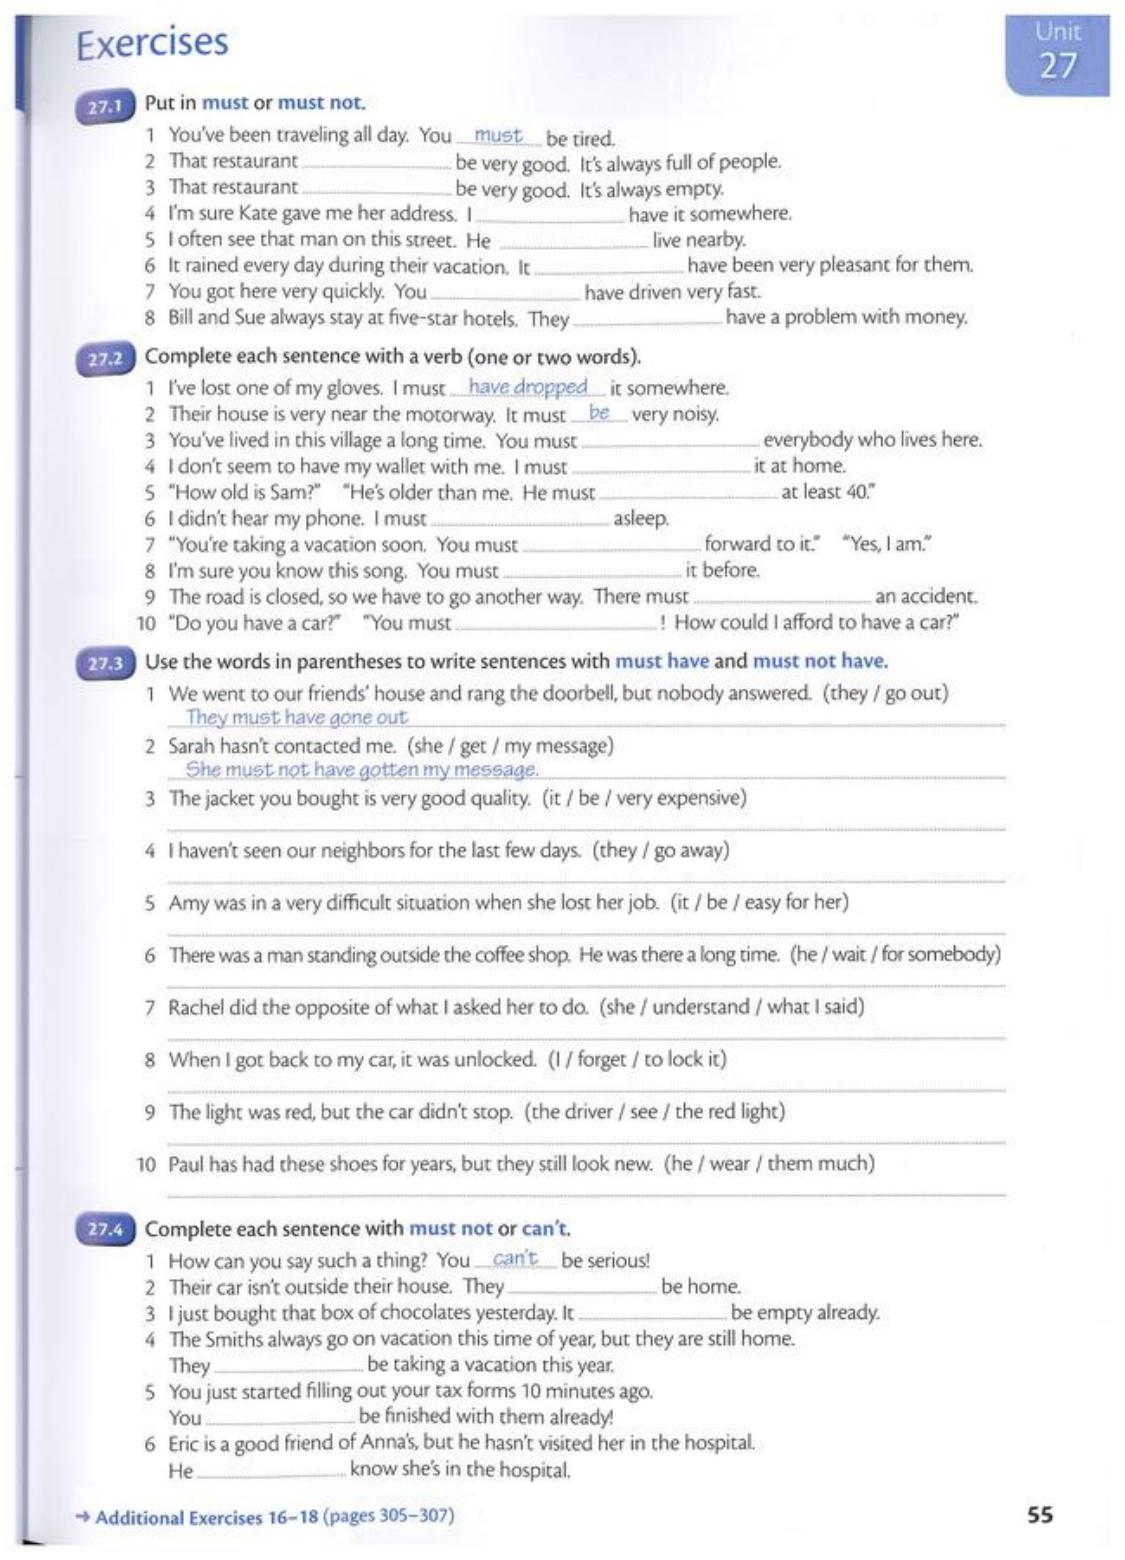 Exercises
Unit
27
27.1 Put in must or must not.
1 You've been traveling all day. You must be tired.
2 That restaurant be very good. It's always full of people.
3 That restaurant be very good. It's always empty.
4 I'm sure Kate gave me her address. I have it somewhere.
5 I often see that man on this street. He live nearby.
6 It rained every day during their vacation. It have been very pleasant for them.
7 You got here very quickly. You have driven very fast.
8 Bill and Sue always stay at five-star hotels. They have a problem with money.
27.2 Complete each sentence with a verb (one or two words).
1 I've lost one of my gloves. I must have dropped it somewhere.
2 Their house is very near the motorway. It must be very noisy.
3 You've lived in this village a long time. You must everybody who lives here.
4 I don't seem to have my wallet with me. I must it at home.
5 "How old is Sam?" "He's older than me. He must at least 40."
6 I didn't hear my phone. I must asleep.
7 "You're taking a vacation soon. You must forward to it." "Yes, I am."
8 I'm sure you know this song. You must it before.
9 The road is closed, so we have to go another way. There must an accident.
10 "Do you have a car?" "You must ! How could I afford to have a car?"
27.3 Use the words in parentheses to write sentences with must have and must not have.
1 We went to our friends' house and rang the doorbell, but nobody answered. (they / go out)
They must have gone out
2 Sarah hasn't contacted me. (she / get / my message)
She must not have gotten my message.
3 The jacket you bought is very good quality. (it / be / very expensive)
4 I haven't seen our neighbors for the last few days. (they / go away)
5 Amy was in a very difficult situation when she lost her job. (it / be / easy for her)
6 There was a man standing outside the coffee shop. He was there a long time. (he / wait / for somebody)
7 Rachel did the opposite of what I asked her to do. (she / understand / what I said)
8 When I got back to my car, it was unlocked. (I / forget / to lock it)
9 The light was red, but the car didn't stop. (the driver / see / the red light)
10 Paul has had these shoes for years, but they still look new. (he / wear / them much)
27.4 Complete each sentence with must not or can't.
1 How can you say such a thing? You can't be serious!
2 Their car isn't outside their house. They be home.
3 I just bought that box of chocolates yesterday. It be empty already.
4 The Smiths always go on vacation this time of year, but they are still home.
They be taking a vacation this year.
5 You just started filling out your tax forms 10 minutes ago.
You be finished with them already!
6 Eric is a good friend of Anna's, but he hasn't visited her in the hospital.
He know she's in the hospital.
→ Additional Exercises 16–18 (pages 305–307)
55